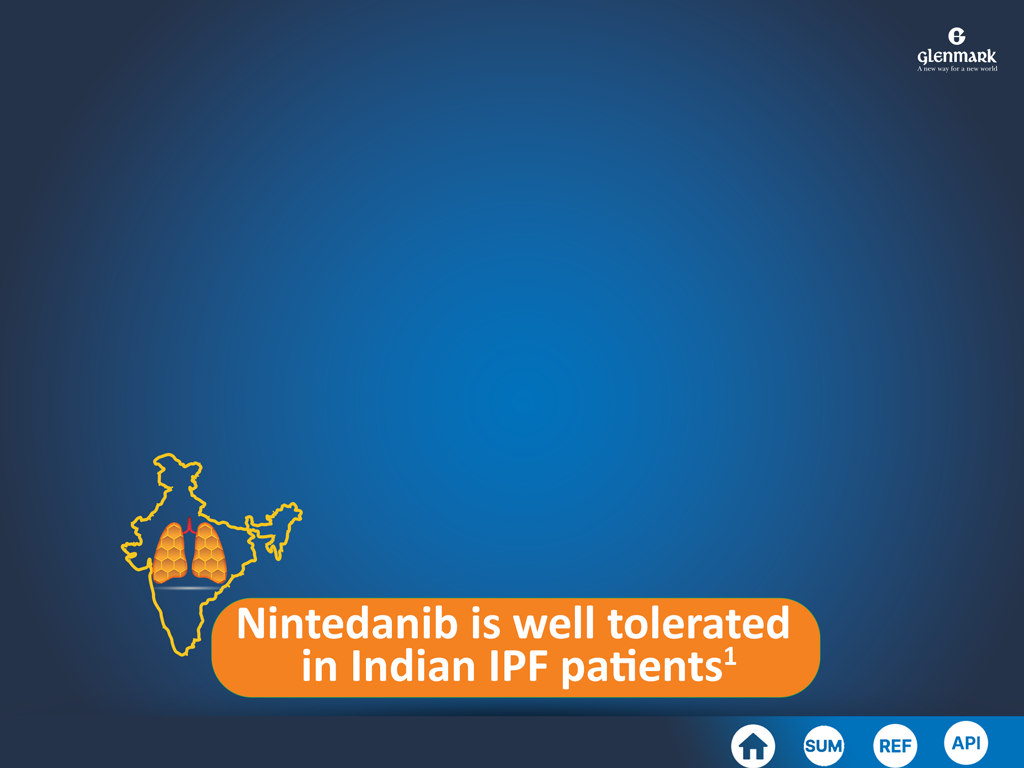 GLENMARK
A new way for a new world
Nintedanib is well tolerated
in Indian IPF patients¹
SUM
REF
API